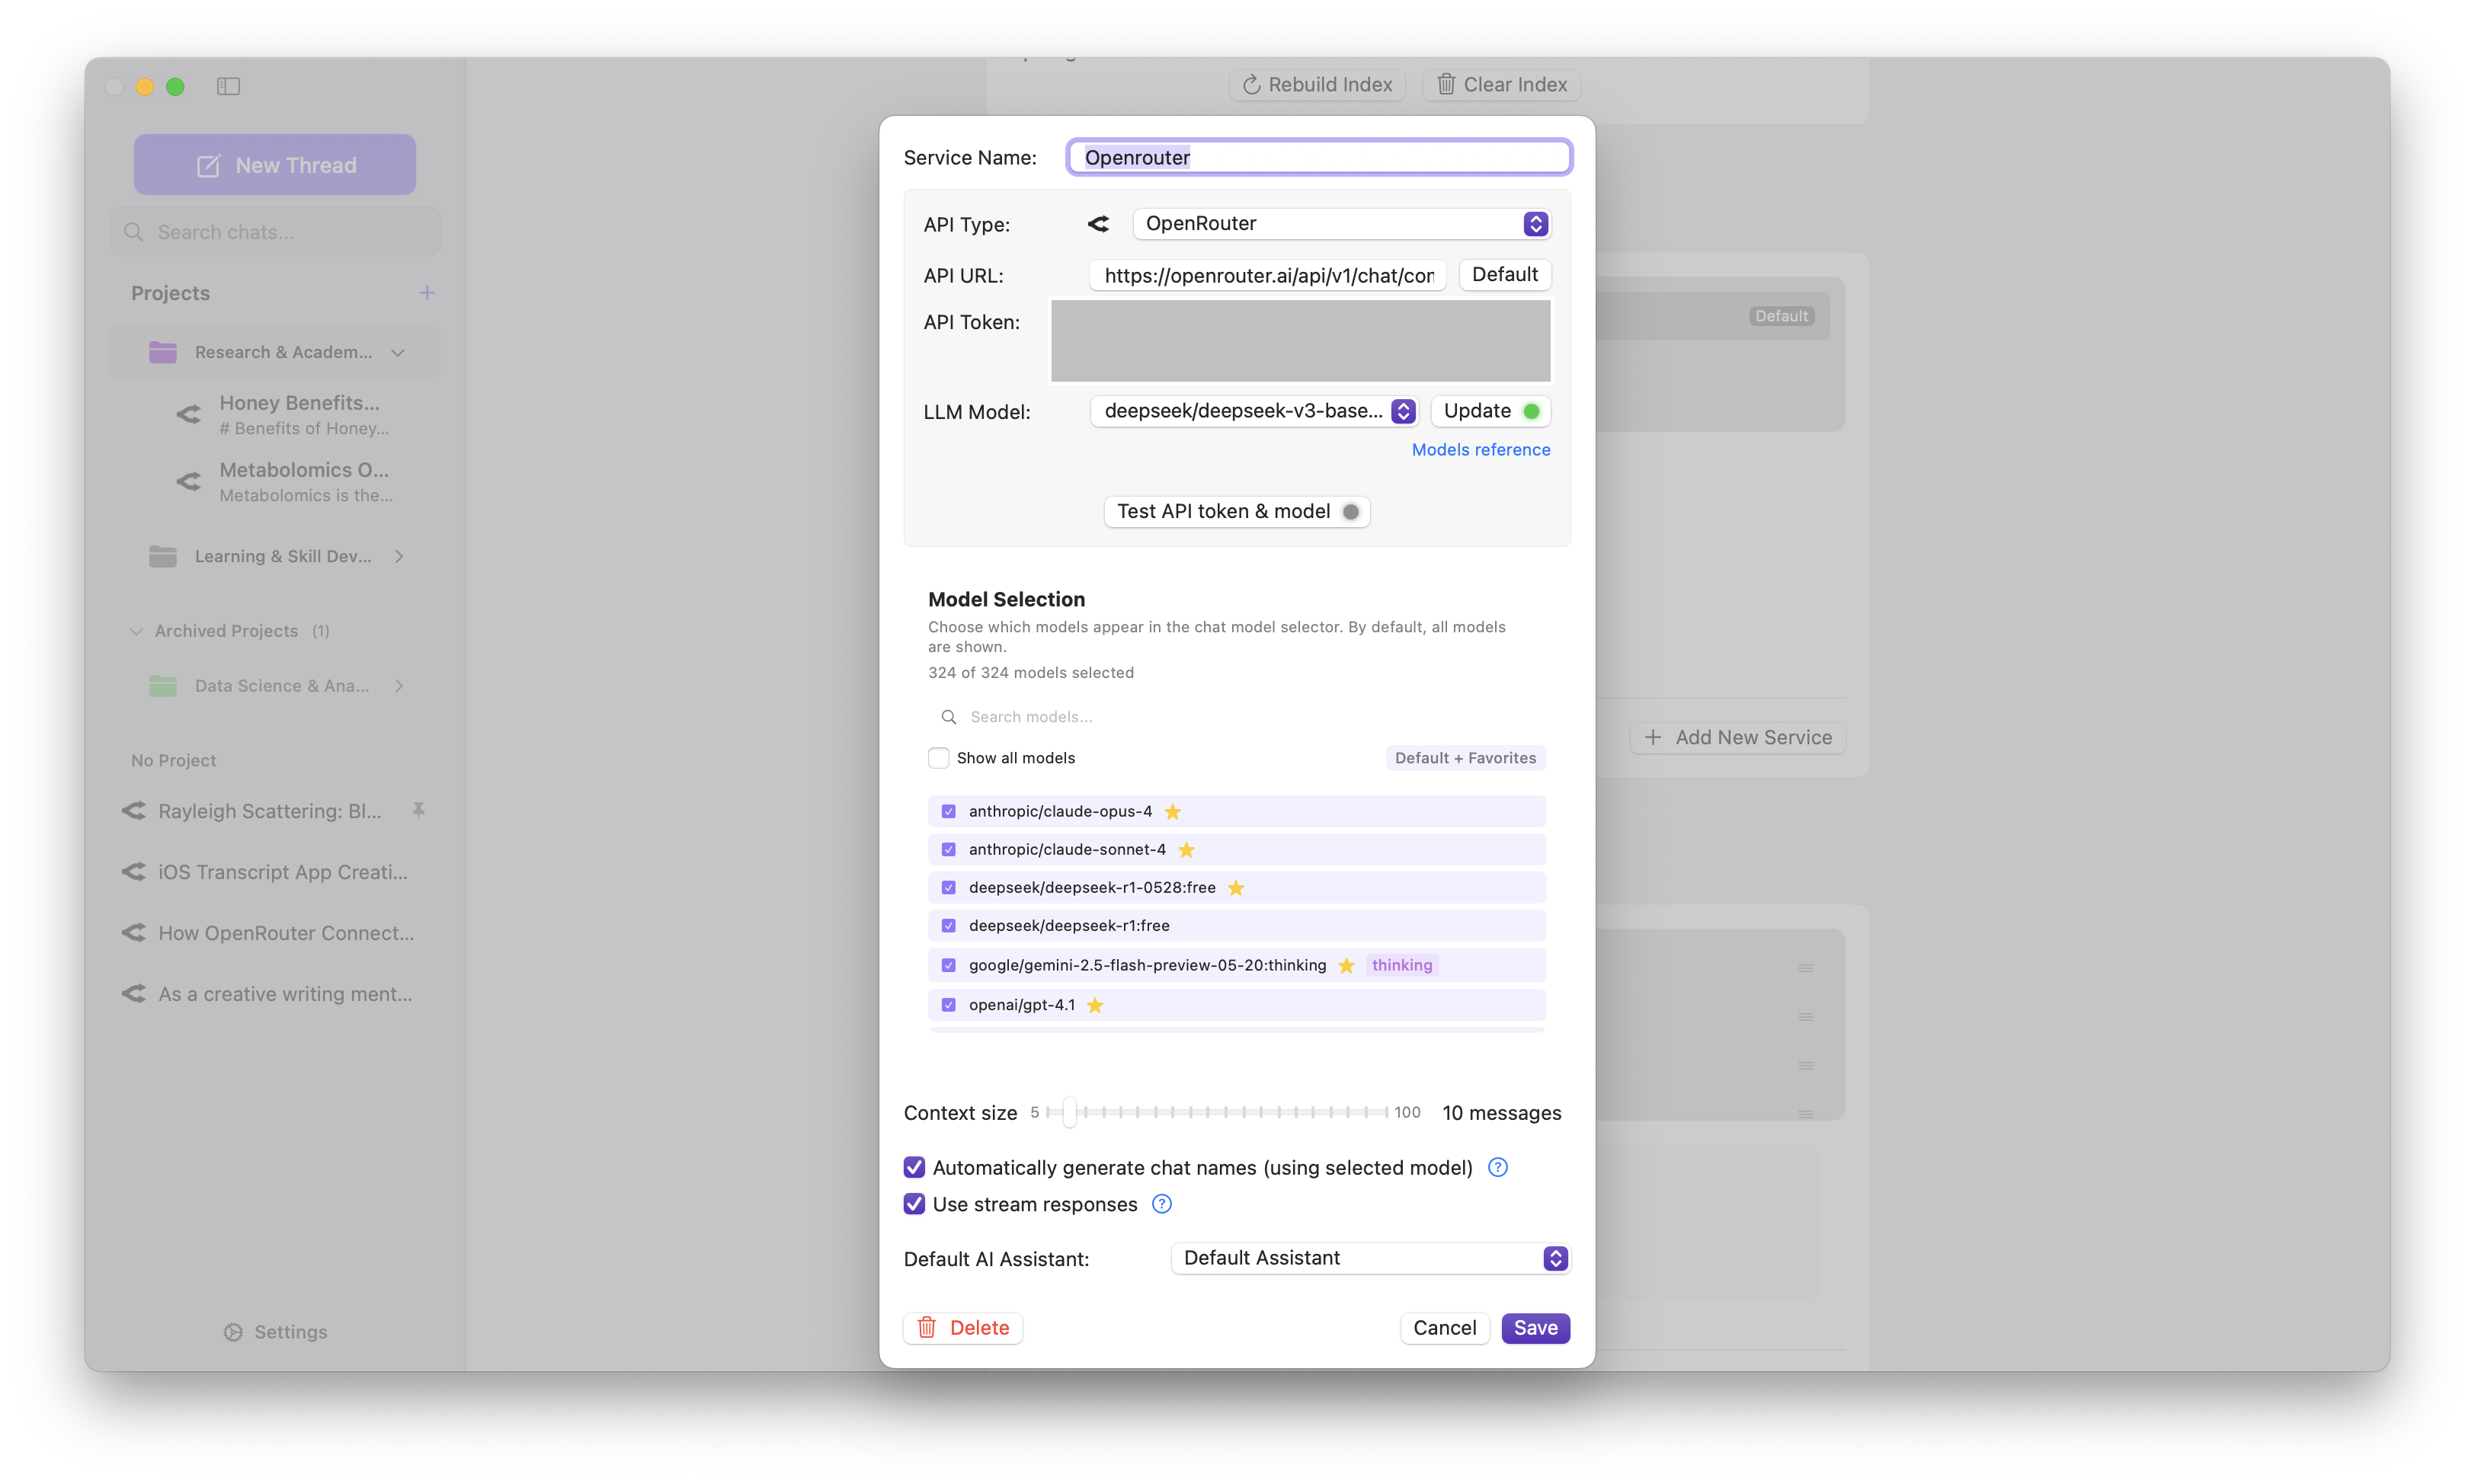 Rebuild Index
Clear Index
New Thread
Search chats...
Projects
Research & Academ...
Honey Benefits...
# Benefits of Honey...
Metabolomics O...
Metabolomics is the...
Learning & Skill Dev...
Archived Projects (1)
Data Science & Ana...
No Project
Rayleigh Scattering: Bl...
iOS Transcript App Creati...
How OpenRouter Connect...
As a creative writing ment...
Settings
Service Name: Openrouter
API Type: OpenRouter
API URL: https://openrouter.ai/api/v1/chat/con Default
API Token:
LLM Model: deepseek/deepseek-v3-base... Update
Models reference
Test API token & model
Model Selection
Choose which models appear in the chat model selector. By default, all models
are shown.
324 of 324 models selected
Search models...
Show all models Default + Favorites
anthropic/claude-opus-4
anthropic/claude-sonnet-4
deepseek/deepseek-r1-0528:free
deepseek/deepseek-r1:free
google/gemini-2.5-flash-preview-05-20:thinking thinking
openai/gpt-4.1
Context size 5 100 10 messages
Automatically generate chat names (using selected model) ?
Use stream responses ?
Default AI Assistant: Default Assistant
Delete
Cancel
Save
Default
Add New Service